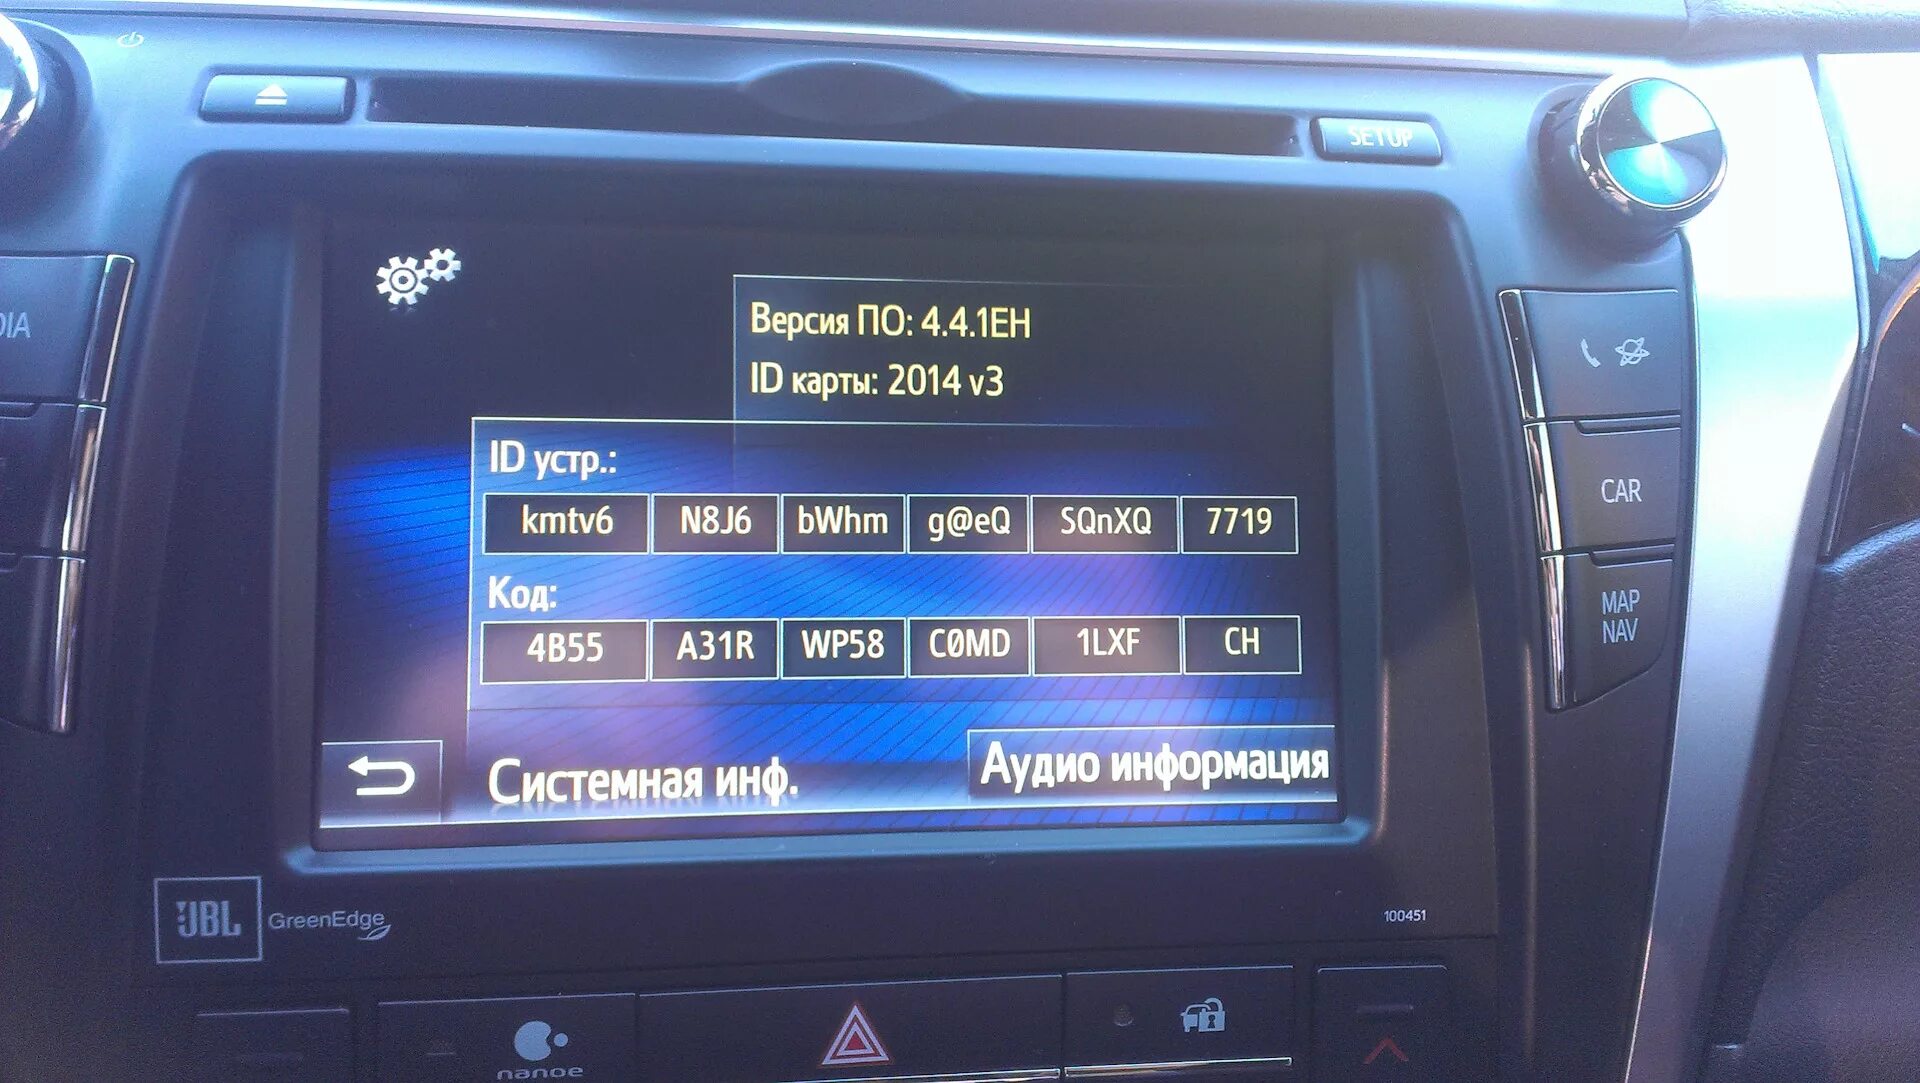 SETUP
DIA
Версия ПО: 4.4.1EH
ID карты: 2014 v3
ID устр.:
kmtv6 N8J6 bWhm g@eQ SQnXQ 7719
Код:
4B55 A31R WP58 C0MD 1LXF CH
Системная инф. Аудио информация
CAR
MAP
NAV
JBL GreenEdge
100451
nanoe